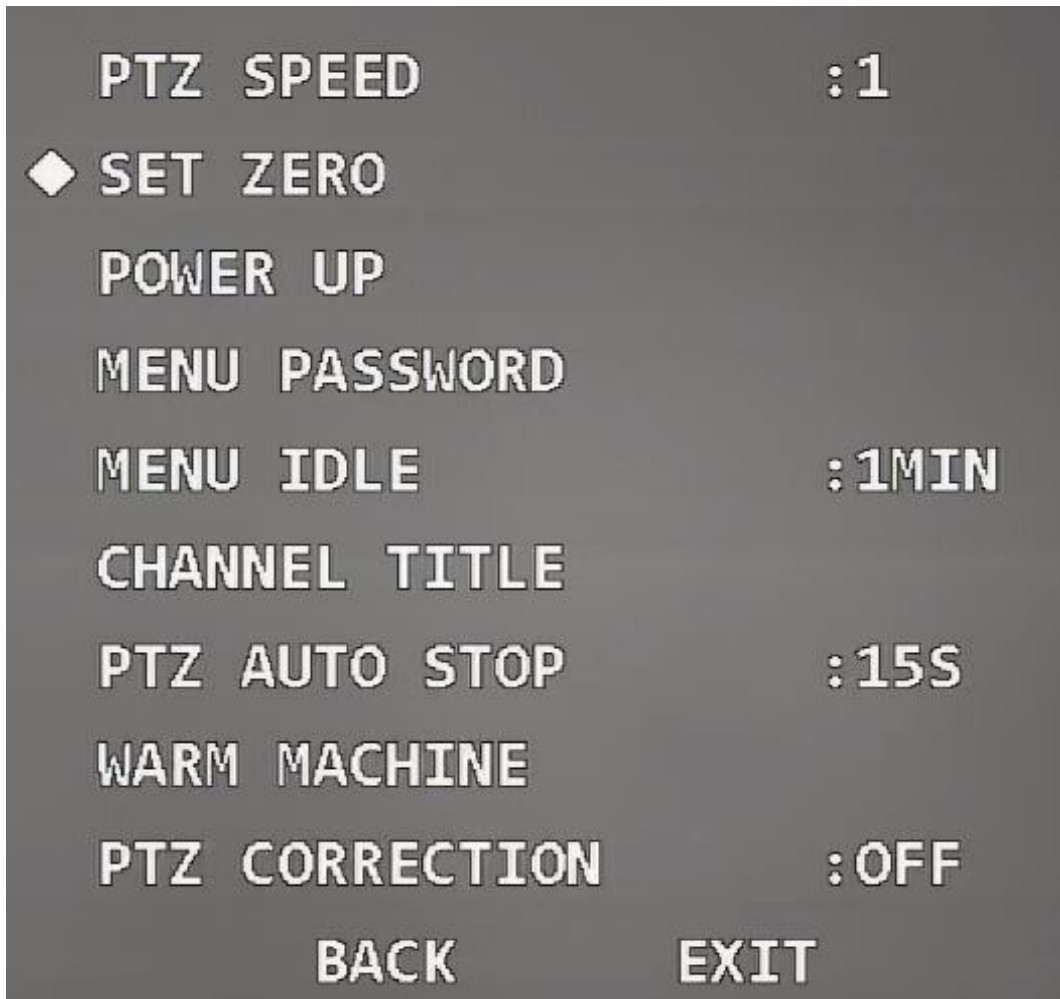 PTZ SPEED :1
SET ZERO
POWER UP
MENU PASSWORD
MENU IDLE :1MIN
CHANNEL TITLE
PTZ AUTO STOP :15S
WARM MACHINE
PTZ CORRECTION :OFF
BACK EXIT